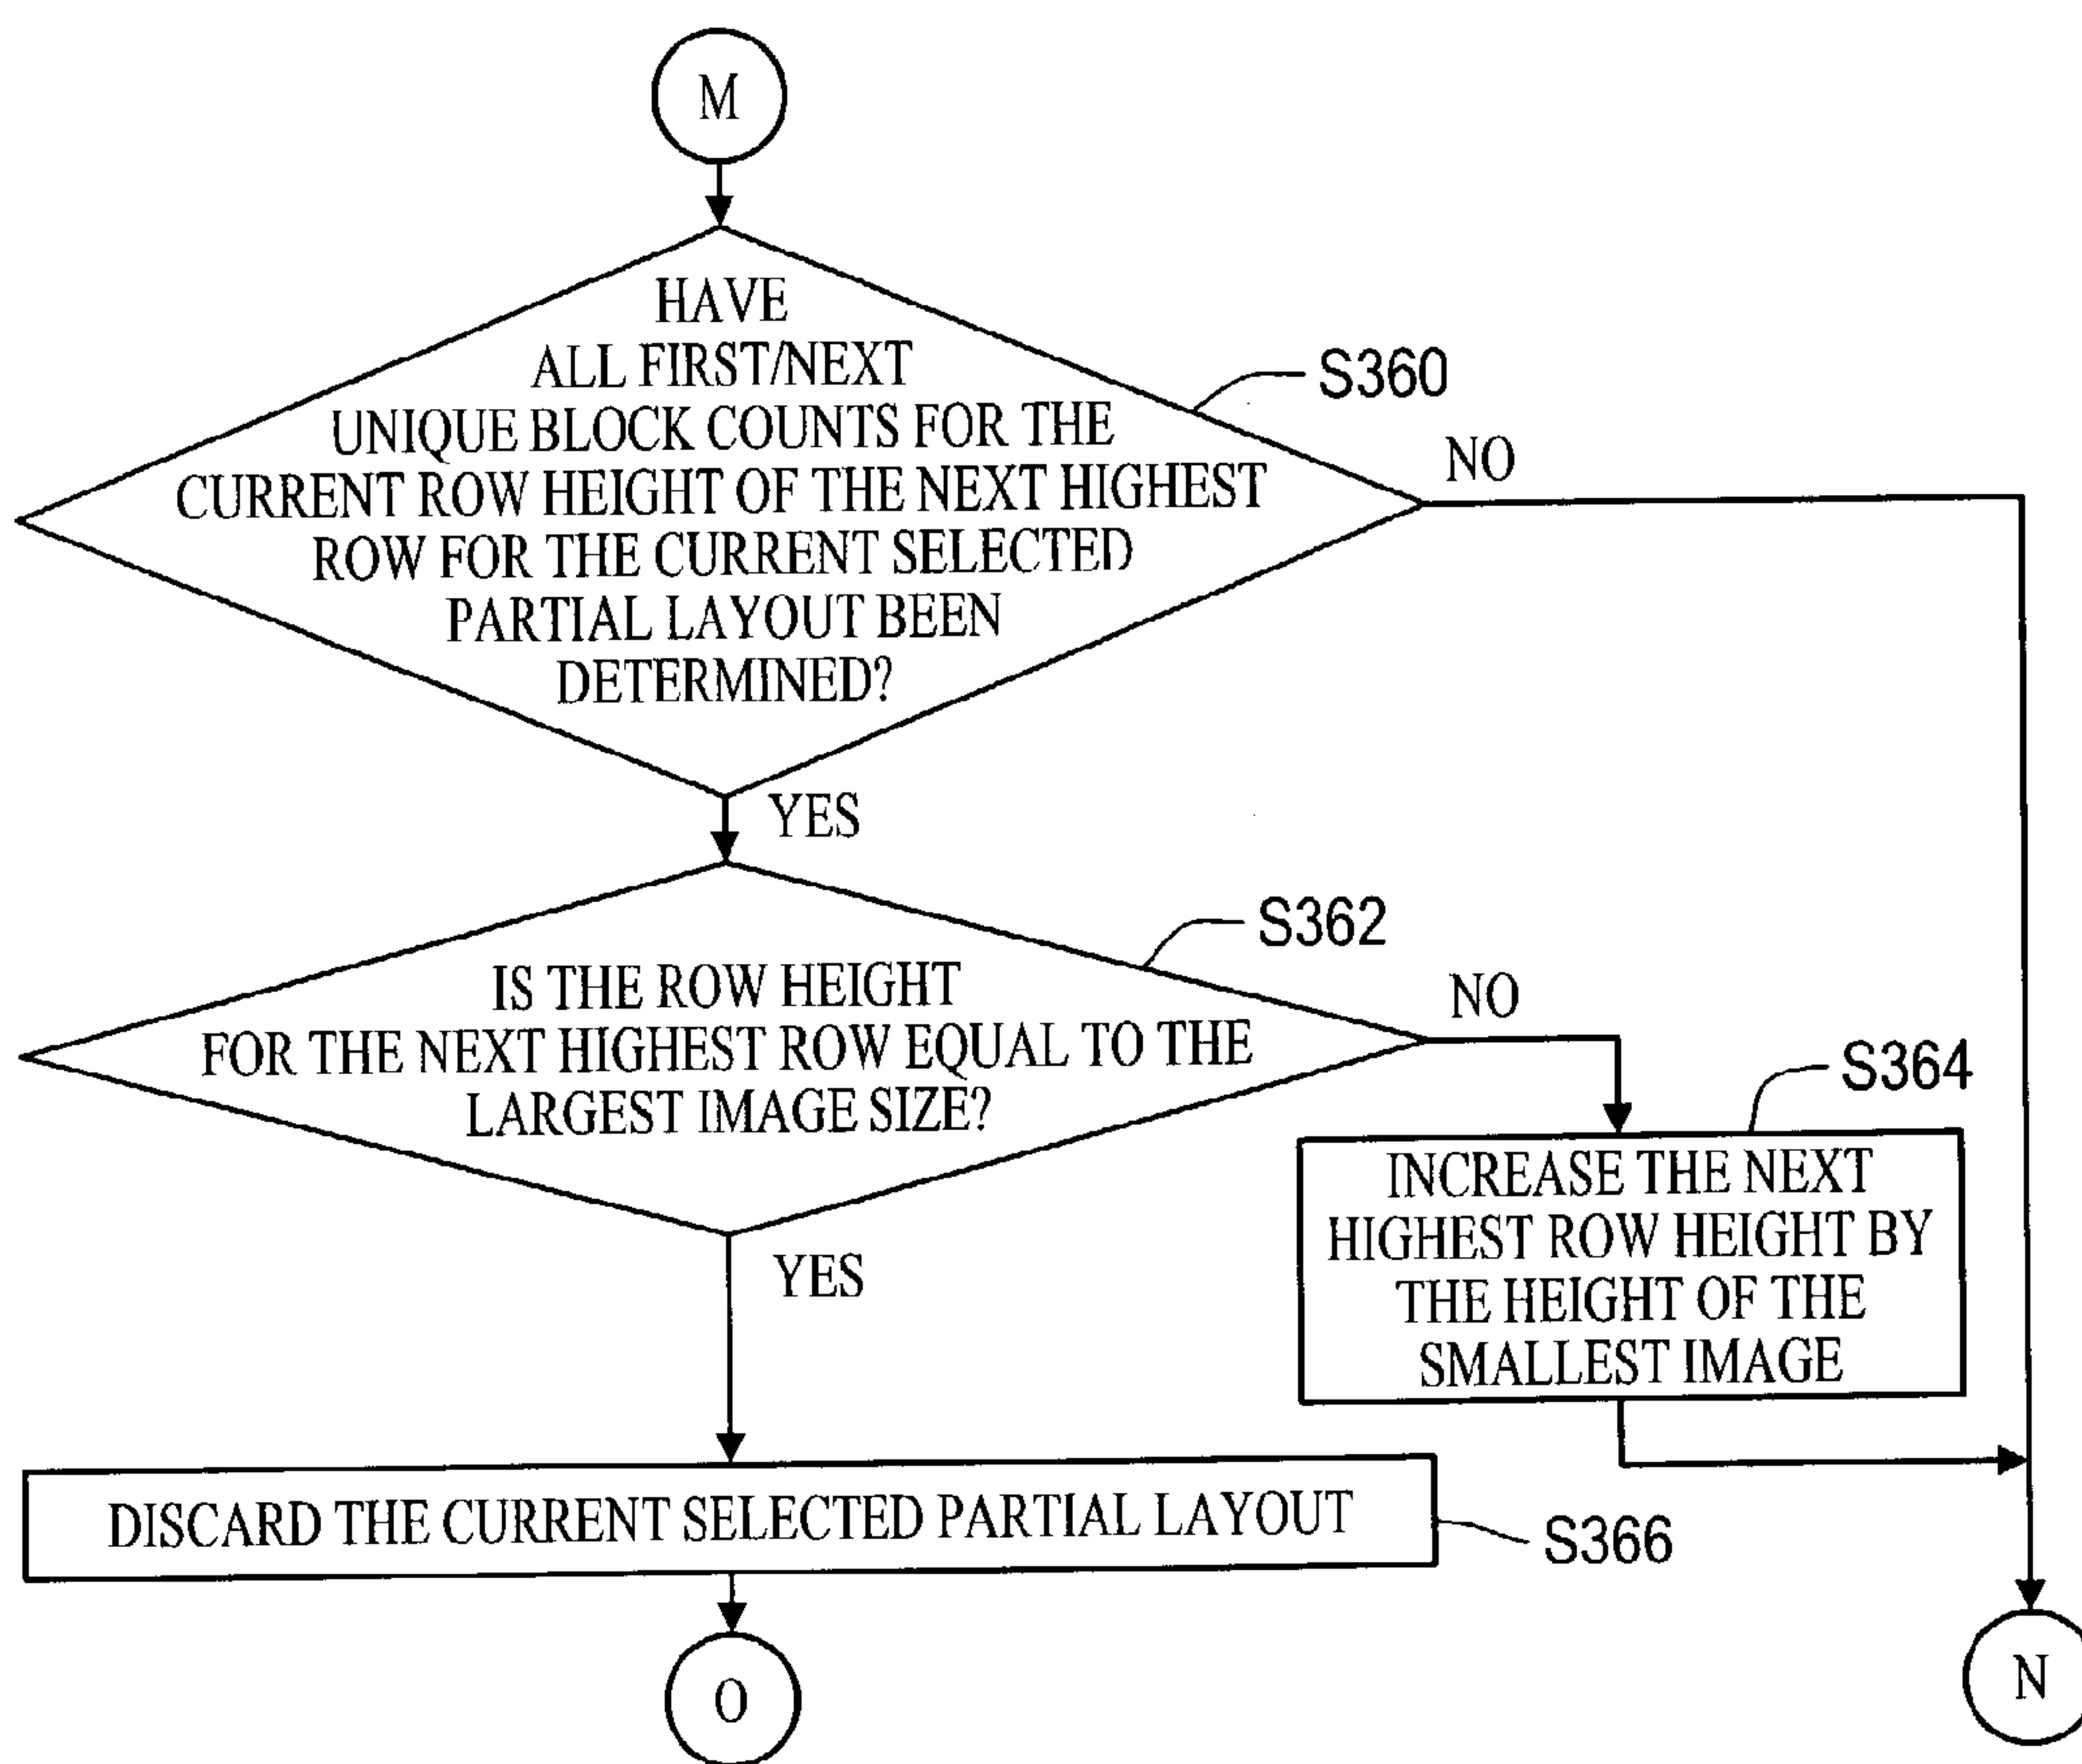 M
HAVE
ALL FIRST/NEXT
UNIQUE BLOCK COUNTS FOR THE
CURRENT ROW HEIGHT OF THE NEXT HIGHEST
ROW FOR THE CURRENT SELECTED
PARTIAL LAYOUT BEEN
DETERMINED?
S360
NO
YES
IS THE ROW HEIGHT
FOR THE NEXT HIGHEST ROW EQUAL TO THE
LARGEST IMAGE SIZE?
S362
NO
S364
INCREASE THE NEXT
HIGHEST ROW HEIGHT BY
THE HEIGHT OF THE
SMALLEST IMAGE
YES
DISCARD THE CURRENT SELECTED PARTIAL LAYOUT
S366
O
N